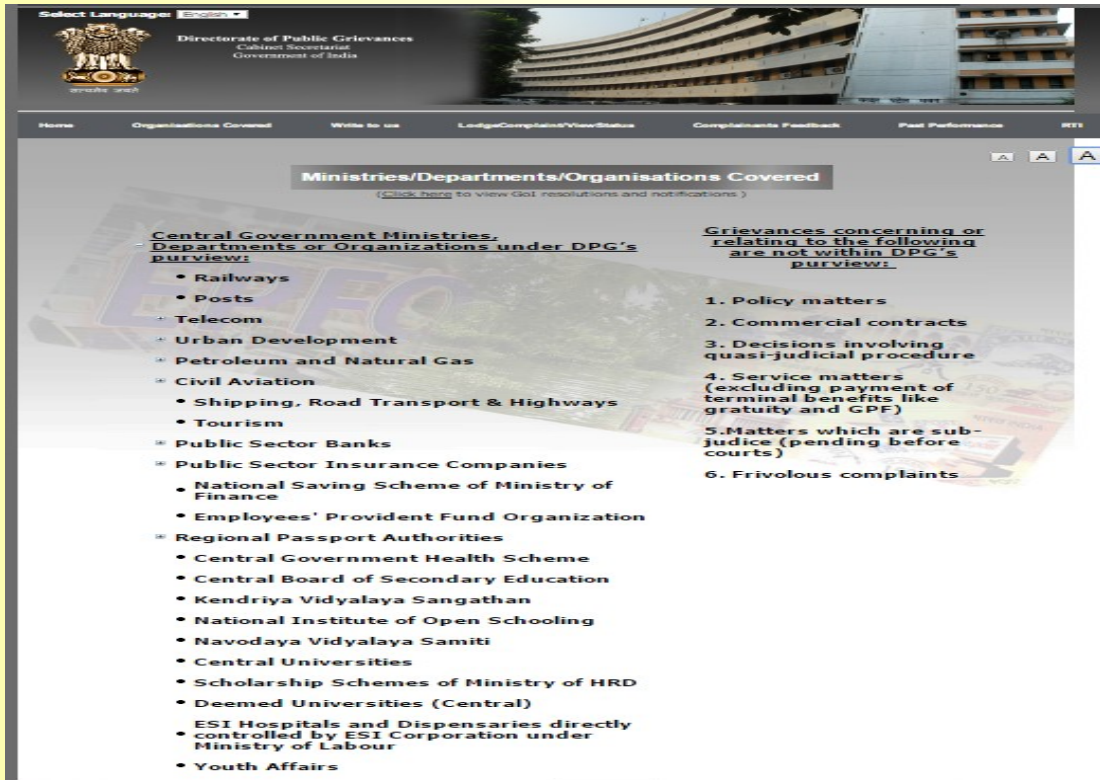 Select Language: English
Directorate of Public Grievances
Cabinet Secretariat
Government of India
सत्यमेव जयते
Home Organisations Covered Write to us LodgeComplaint/ViewStatus Complainants Feedback Past Performance RTI
A A A
Ministries/Departments/Organisations Covered
(Click here to view GoI resolutions and notifications )
Central Government Ministries,
Departments or Organizations under DPG's
purview:
• Railways
• Posts
Telecom
Urban Development
Petroleum and Natural Gas
Civil Aviation
• Shipping, Road Transport & Highways
• Tourism
Public Sector Banks
Public Sector Insurance Companies
• National Saving Scheme of Ministry of
Finance
• Employees' Provident Fund Organization
Regional Passport Authorities
• Central Government Health Scheme
• Central Board of Secondary Education
• Kendriya Vidyalaya Sangathan
• National Institute of Open Schooling
• Navodaya Vidyalaya Samiti
• Central Universities
• Scholarship Schemes of Ministry of HRD
• Deemed Universities (Central)
ESI Hospitals and Dispensaries directly
• controlled by ESI Corporation under
Ministry of Labour
• Youth Affairs
Grievances concerning or
relating to the following
are not within DPG's
purview:
1. Policy matters
2. Commercial contracts
3. Decisions involving
quasi-judicial procedure
4. Service matters
(excluding payment of
terminal benefits like
gratuity and GPF)
5.Matters which are sub-
judice (pending before
courts)
6. Frivolous complaints
EPFO